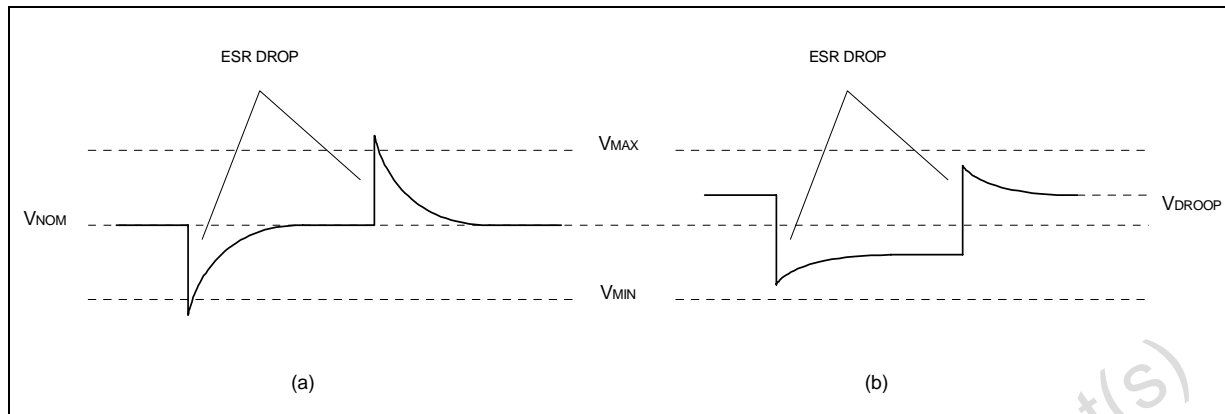 ESR DROP
ESR DROP
VMAX
VNOM
VDROOP
VMIN
(a)
(b)
t(s)